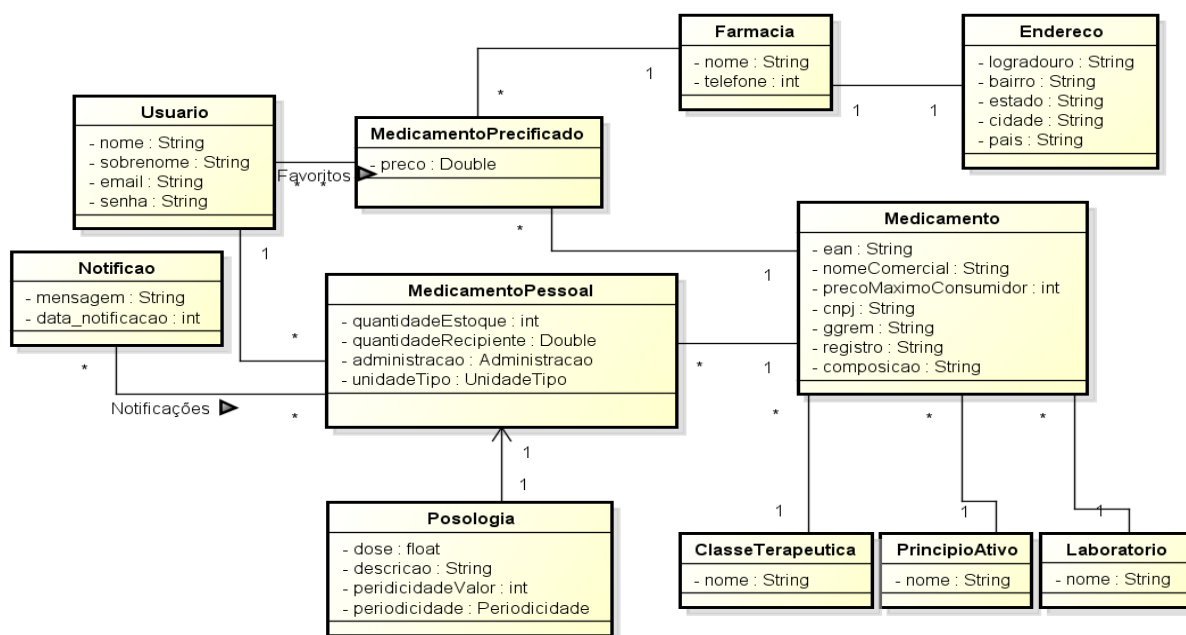 Farmacia
- nome : String
- telefone : int
Endereco
- logradouro : String
- bairro : String
- estado : String
- cidade : String
- pais : String
1
1
1
*
Usuario
- nome : String
- sobrenome : String
- email : String
- senha : String
MedicamentoPrecificado
- preco : Double
Favoritos
*
*
*
1
1
Medicamento
- ean : String
- nomeComercial : String
- precoMaximoConsumidor : int
- cnpj : String
- ggrem : String
- registro : String
- composicao : String
Notificao
- mensagem : String
- data_notificacao : int
MedicamentoPessoal
- quantidadeEstoque : int
- quantidadeRecipiente : Double
- administracao : Administracao
- unidadeTipo : UnidadeTipo
*
*
1
*
Notificações
*
*
*
*
1
1
Posologia
- dose : float
- descricao : String
- peridicidadeValor : int
- periodicidade : Periodicidade
1
1
1
ClasseTerapeutica
- nome : String
PrincipioAtivo
- nome : String
Laboratorio
- nome : String